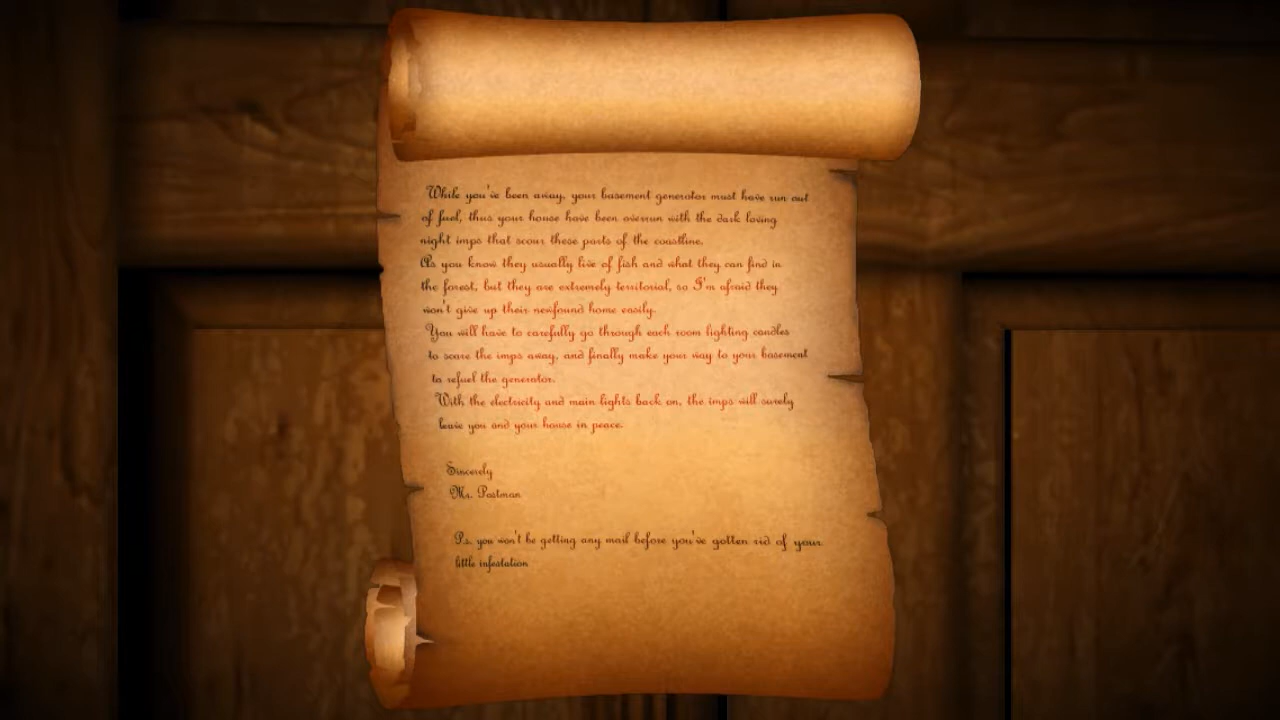 While you've been away, your basement generator must have run out
of fuel, thus your house have been overrun with the dark loving
night imps that scour these parts of the coastline.
As you know they usually live of fish and what they can find in
the forest, but they are extremely territorial, so I'm afraid they
won't give up their newfound home easily.
You will have to carefully go through each room lighting candles
to scare the imps away, and finally make your way to your basement
to refuel the generator.
With the electricity and main lights back on, the imps will surely
leave you and your house in peace.
Sincerely
Mr. Postman
P.s. you won't be getting any mail before you've gotten rid of your
little infestation